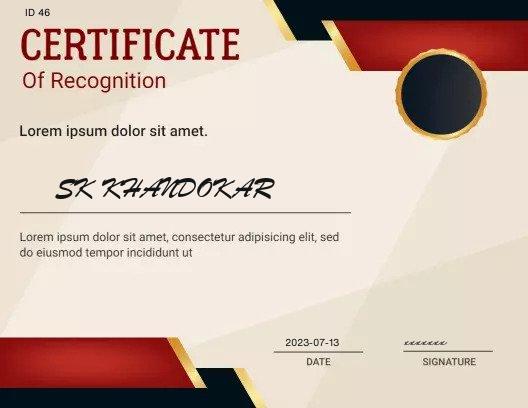 ID 46
CERTIFICATE
Of Recognition
Lorem ipsum dolor sit amet.
SK KHANDOKAR
Lorem ipsum dolor sit amet, consectetur adipisicing elit, sed
do eiusmod tempor incididunt ut
2023-07-13 xxxxxxx
DATE SIGNATURE